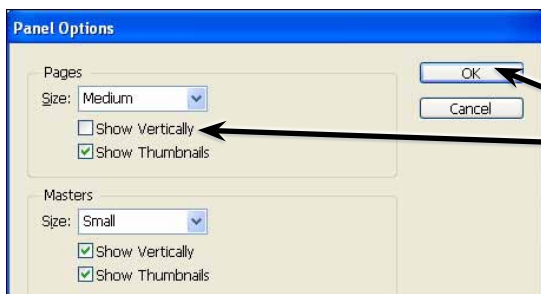 Panel Options
Pages
Size: Medium
Show Vertically
Show Thumbnails
OK
Cancel
Masters
Size: Small
Show Vertically
Show Thumbnails